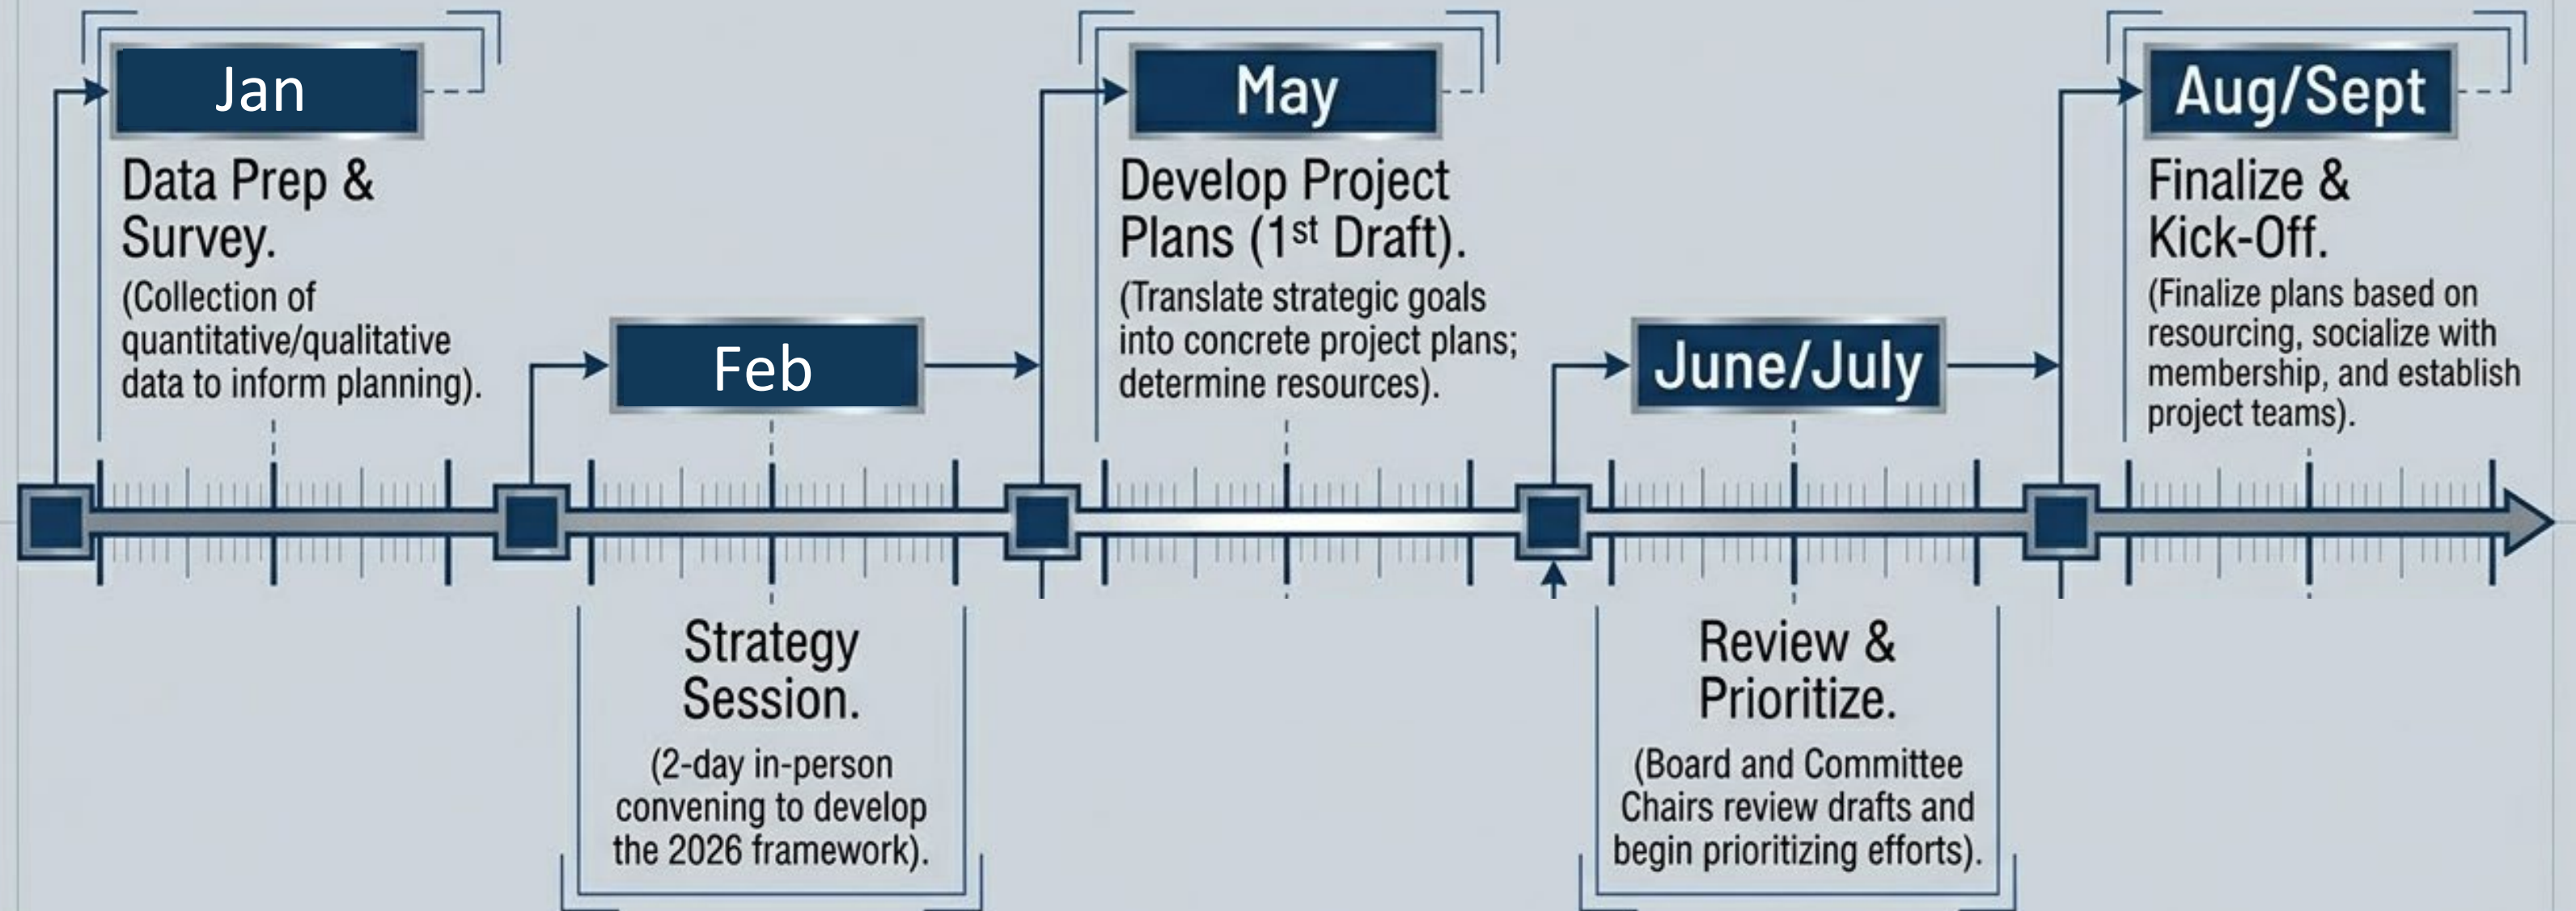 Jan
Data Prep &
Survey.
(Collection of
quantitative/qualitative
data to inform planning).
Feb
Strategy
Session.
(2-day in-person
convening to develop
the 2026 framework).
May
Develop Project
Plans (1st Draft).
(Translate strategic goals
into concrete project plans;
determine resources).
June/July
Review &
Prioritize.
(Board and Committee
Chairs review drafts and
begin prioritizing efforts).
Aug/Sept
Finalize &
Kick-Off.
(Finalize plans based on
resourcing, socialize with
membership, and establish
project teams).